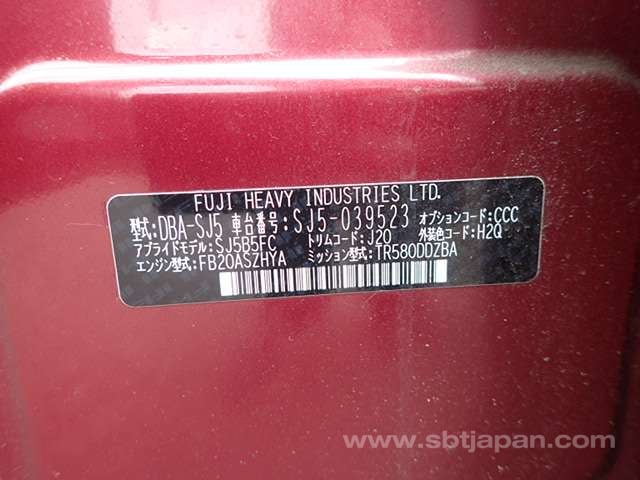 FUJI HEAVY INDUSTRIES LTD.
型式:DBA-SJ5 車台番号:SJ5-039523 オプションコード:CCC
アプライドモデル:SJ5B5FC トリムコード:J20 外装色コード:H2Q
エンジン型式:FB20ASZHYA ミッション型式:TR580DDZBA
www.sbtjapan.com/